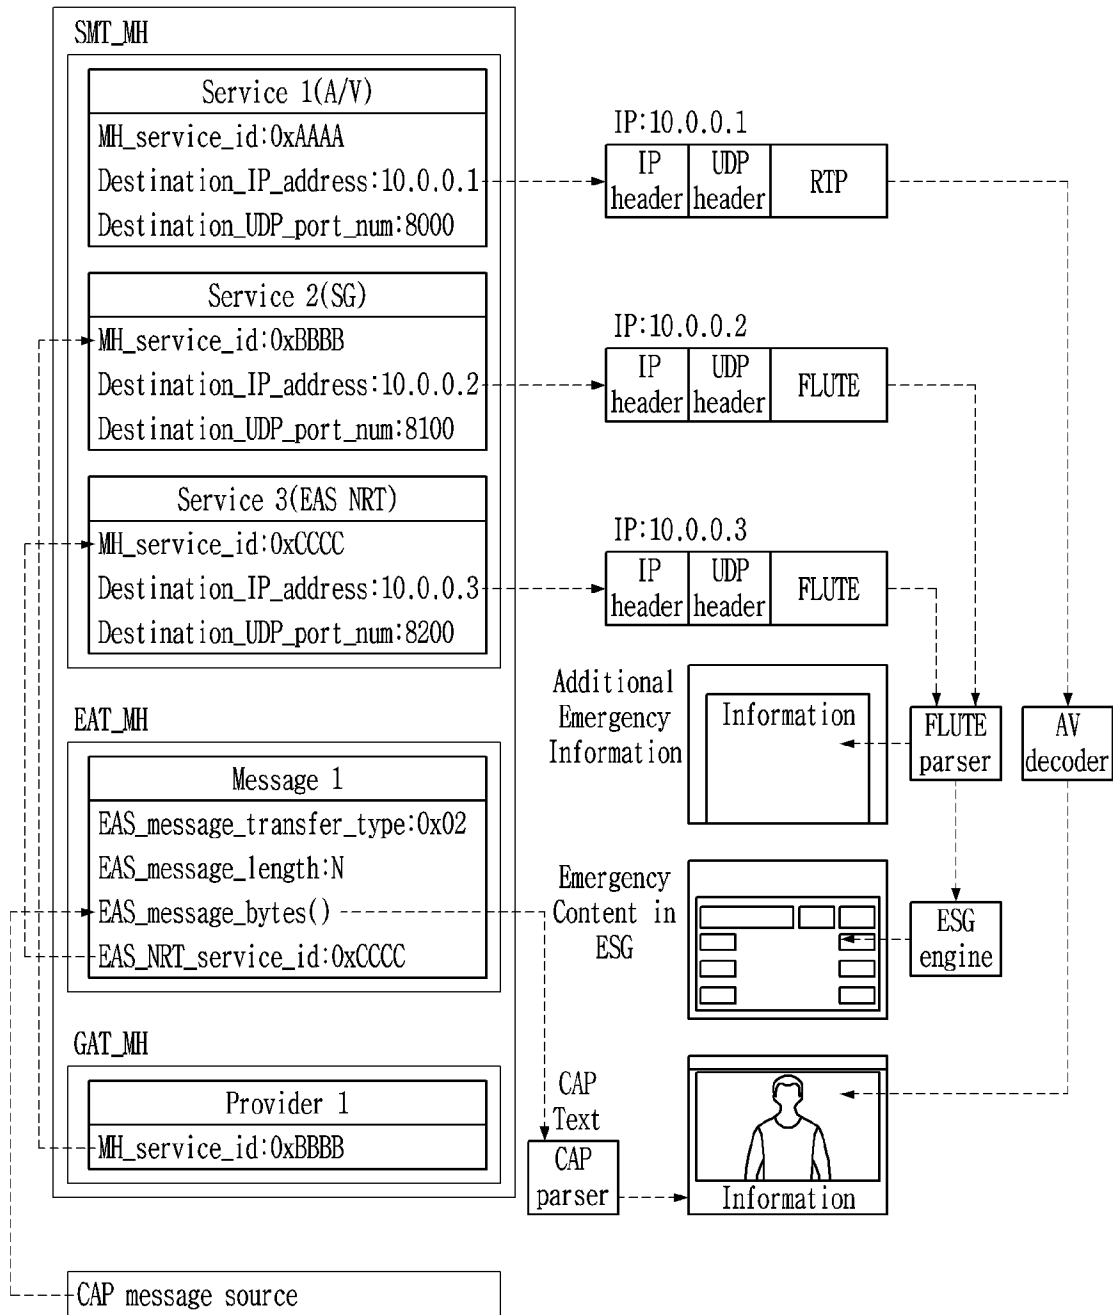 SMT_MH
Service 1(A/V)
MH_service_id:0xAAAA
Destination_IP_address:10.0.0.1
Destination_UDP_port_num:8000
Service 2(SG)
MH_service_id:0xBBBB
Destination_IP_address:10.0.0.2
Destination_UDP_port_num:8100
Service 3(EAS NRT)
MH_service_id:0xCCCC
Destination_IP_address:10.0.0.3
Destination_UDP_port_num:8200
EAT_MH
Message 1
EAS_message_transfer_type:0x02
EAS_message_length:N
EAS_message_bytes()
EAS_NRT_service_id:0xCCCC
GAT_MH
Provider 1
MH_service_id:0xBBBB
CAP message source
IP:10.0.0.1
IP
header
UDP
header
RTP
IP:10.0.0.2
IP
header
UDP
header
FLUTE
IP:10.0.0.3
IP
header
UDP
header
FLUTE
Additional
Emergency
Information
Information
FLUTE
parser
AV
decoder
Emergency
Content in
ESG
ESG
engine
CAP
Text
CAP
parser
Information